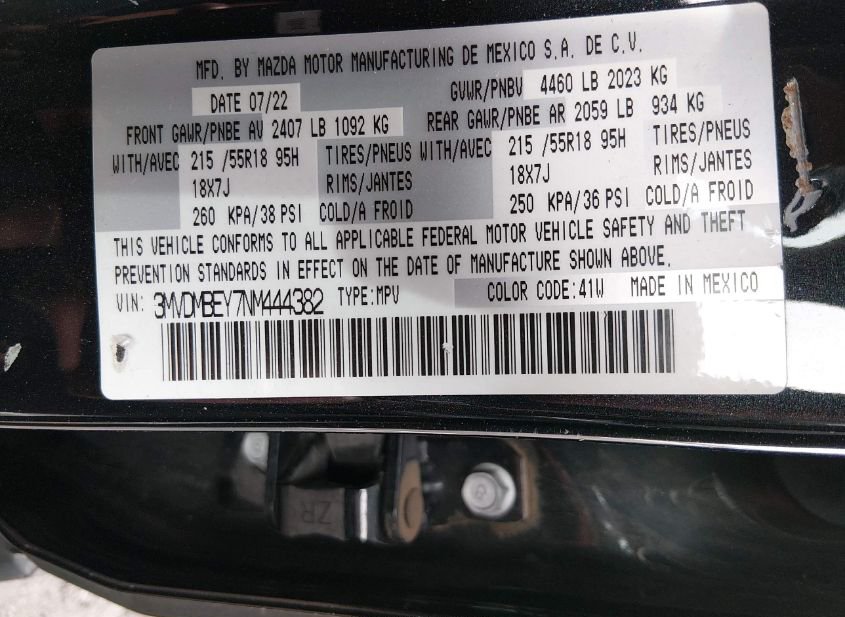 MFD. BY MAZDA MOTOR MANUFACTURING DE MEXICO S.A. DE C.V.
DATE 07/22 GVWR/PNBV 4460 LB 2023 KG
FRONT GAWR/PNBE AV 2407 LB 1092 KG REAR GAWR/PNBE AR 2059 LB 934 KG
WITH/AVEC 215 /55R18 95H TIRES/PNEUS WITH/AVEC 215 /55R18 95H TIRES/PNEUS
18X7J RIMS/JANTES 18X7J RIMS/JANTES
260 KPA/38 PSI COLD/A FROID 250 KPA/36 PSI COLD/A FROID
THIS VEHICLE CONFORMS TO ALL APPLICABLE FEDERAL MOTOR VEHICLE SAFETY AND THEFT
PREVENTION STANDARDS IN EFFECT ON THE DATE OF MANUFACTURE SHOWN ABOVE.
VIN: 3MVDMBEY7NM444382 TYPE:MPV COLOR CODE:41W MADE IN MEXICO
8 8
ZR